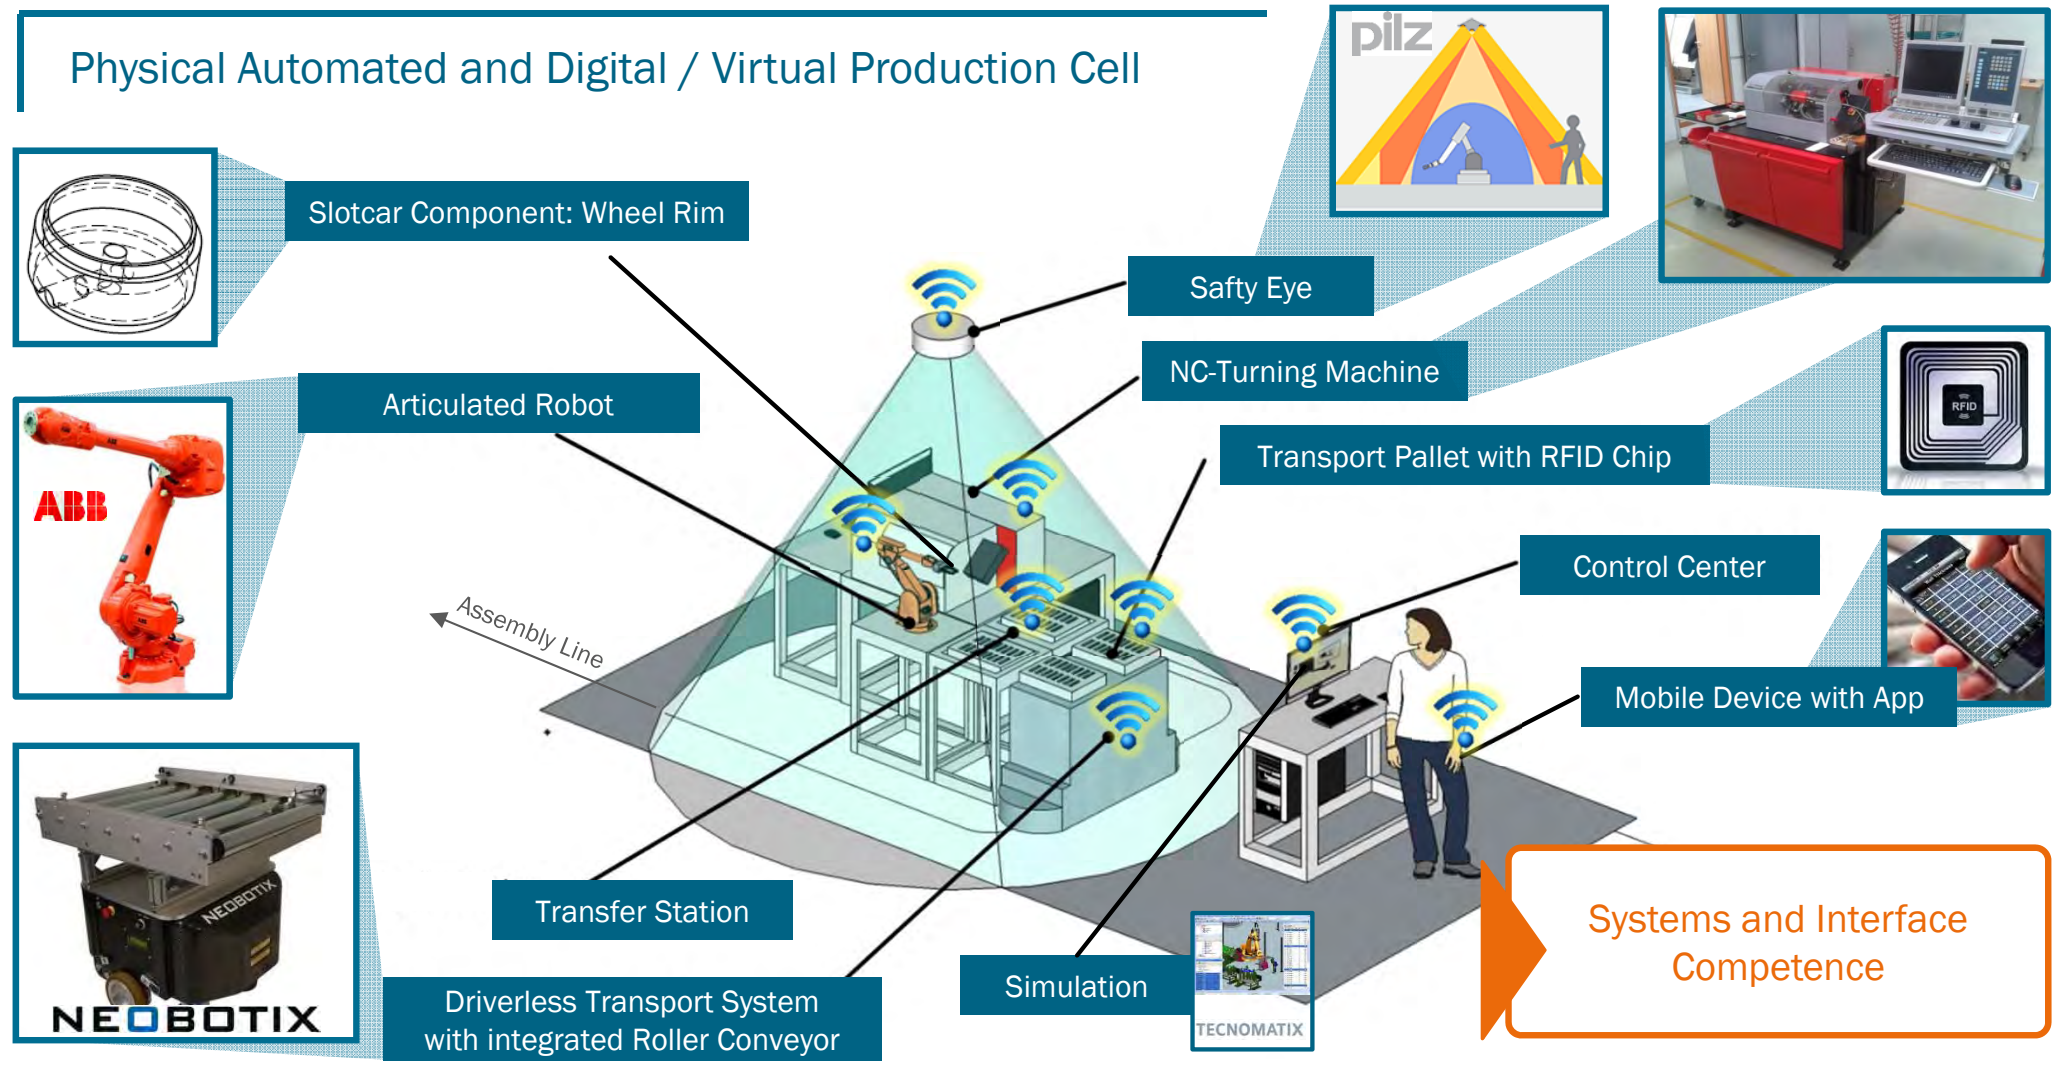 Physical Automated and Digital / Virtual Production Cell
pilz
Slotcar Component: Wheel Rim
Safty Eye
NC-Turning Machine
Articulated Robot
RFID
Transport Pallet with RFID Chip
ABB
Control Center
Assembly Line
Mobile Device with App
NEOBOTIX
Transfer Station
Systems and Interface
Competence
Simulation
Driverless Transport System
with integrated Roller Conveyor
NEOBOTIX
TECNOMATIX